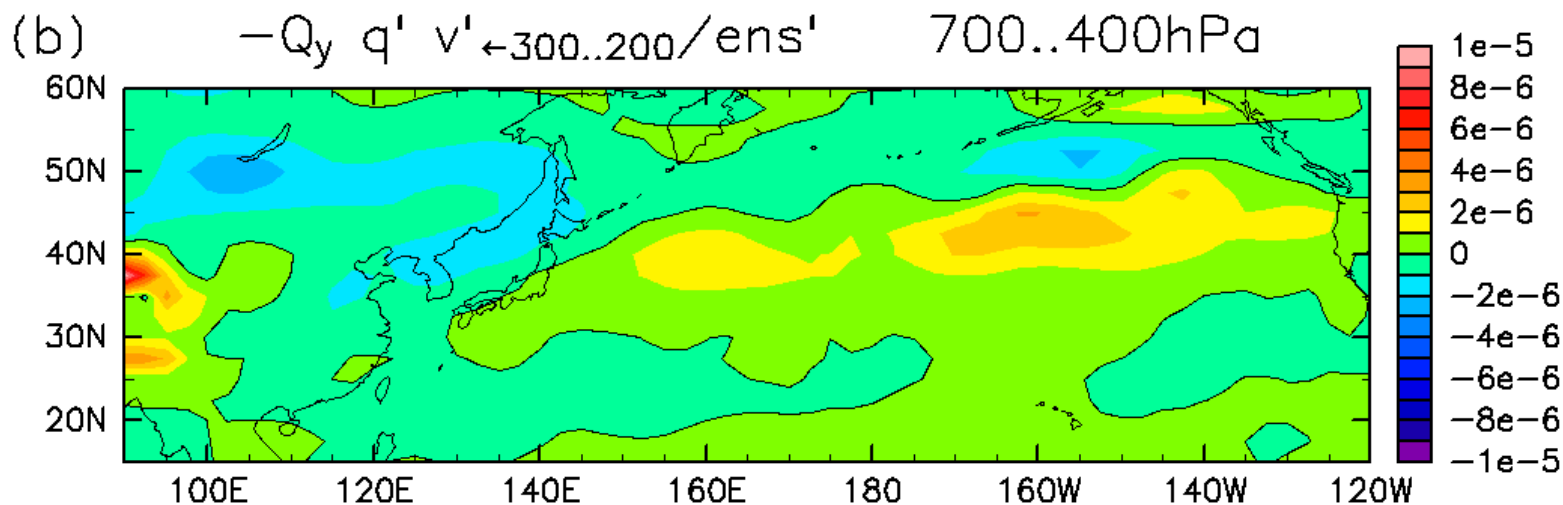 (b) −Qy q' v'←300..200/ens' 700..400hPa
60N
50N
40N
30N
20N
100E 120E 140E 160E 180 160W 140W 120W
1e−5
8e−6
6e−6
4e−6
2e−6
0
−2e−6
−4e−6
−6e−6
−8e−6
−1e−5